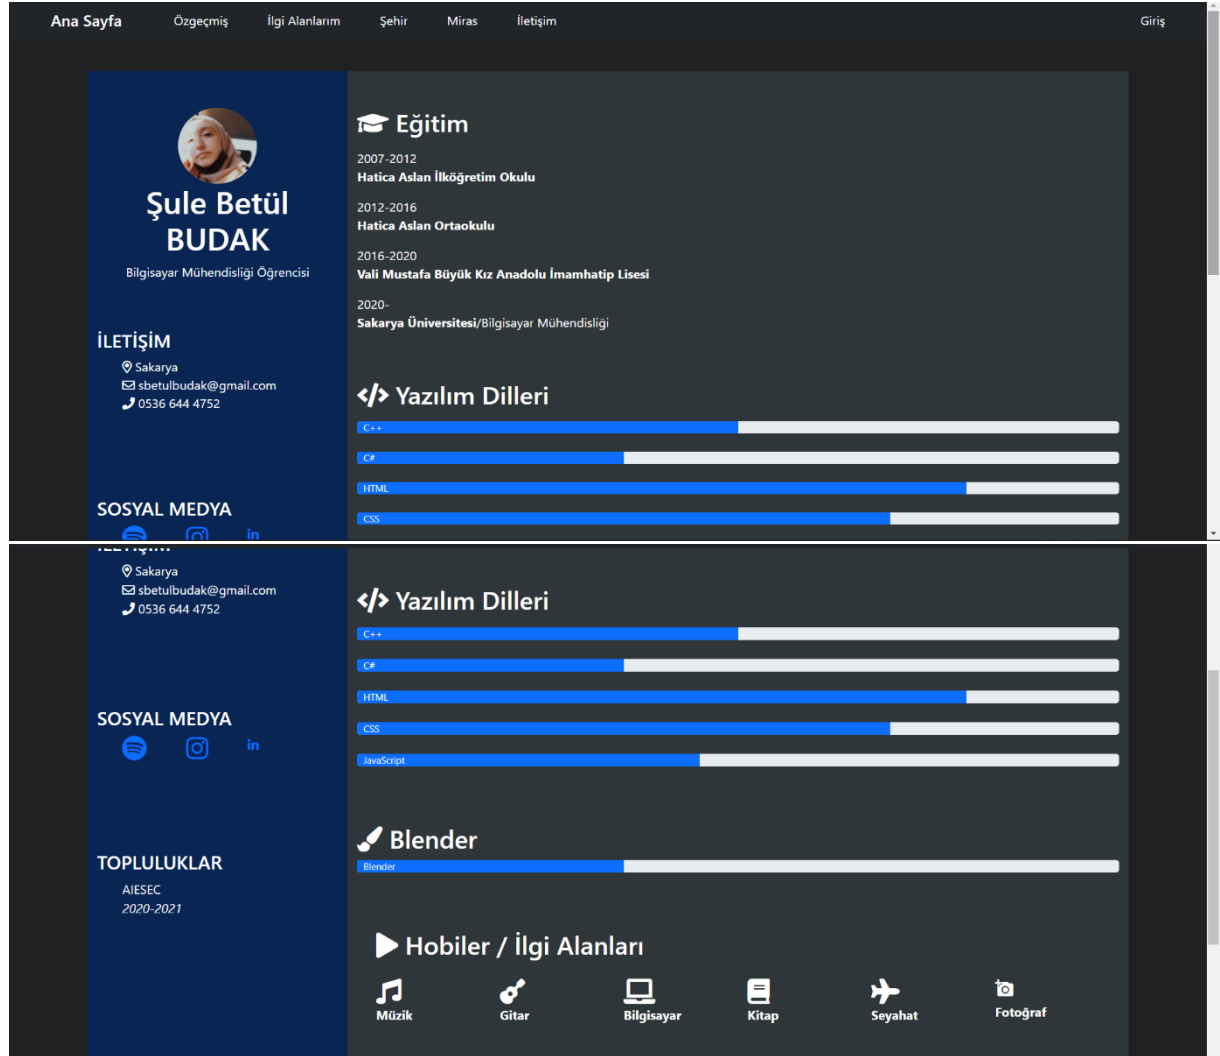 Ana Sayfa Özgeçmiş İlgi Alanlarım Şehir Miras İletişim Giriş
Şule Betül
BUDAK
Bilgisayar Mühendisliği Öğrencisi
İLETİŞİM
Sakarya
sbetulbudak@gmail.com
0536 644 4752
SOSYAL MEDYA
in
Eğitim
2007-2012
Hatica Aslan İlköğretim Okulu
2012-2016
Hatica Aslan Ortaokulu
2016-2020
Vali Mustafa Büyük Kız Anadolu İmamhatip Lisesi
2020-
Sakarya Üniversitesi/Bilgisayar Mühendisliği
</> Yazılım Dilleri
C++
C#
HTML
CSS
İLETİŞİM
Sakarya
sbetulbudak@gmail.com
0536 644 4752
SOSYAL MEDYA
in
TOPLULUKLAR
AIESEC
2020-2021
</> Yazılım Dilleri
C++
C#
HTML
CSS
JavaScript
Blender
Blender
Hobiler / İlgi Alanları
Müzik Gitar Bilgisayar Kitap Seyahat Fotoğraf